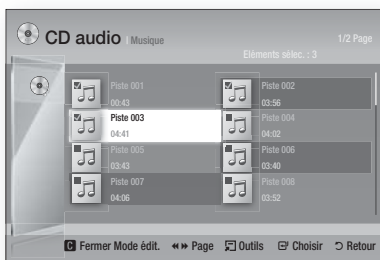 CD audio Musique
1/2 Page
Eléments sélec. : 3
Piste 001
00:43
Piste 002
03:56
Piste 003
04:41
Piste 004
04:02
Piste 005
03:43
Piste 006
03:40
Piste 007
04:06
Piste 008
03:52
C Fermer Mode édit. Page Outils Choisir Retour